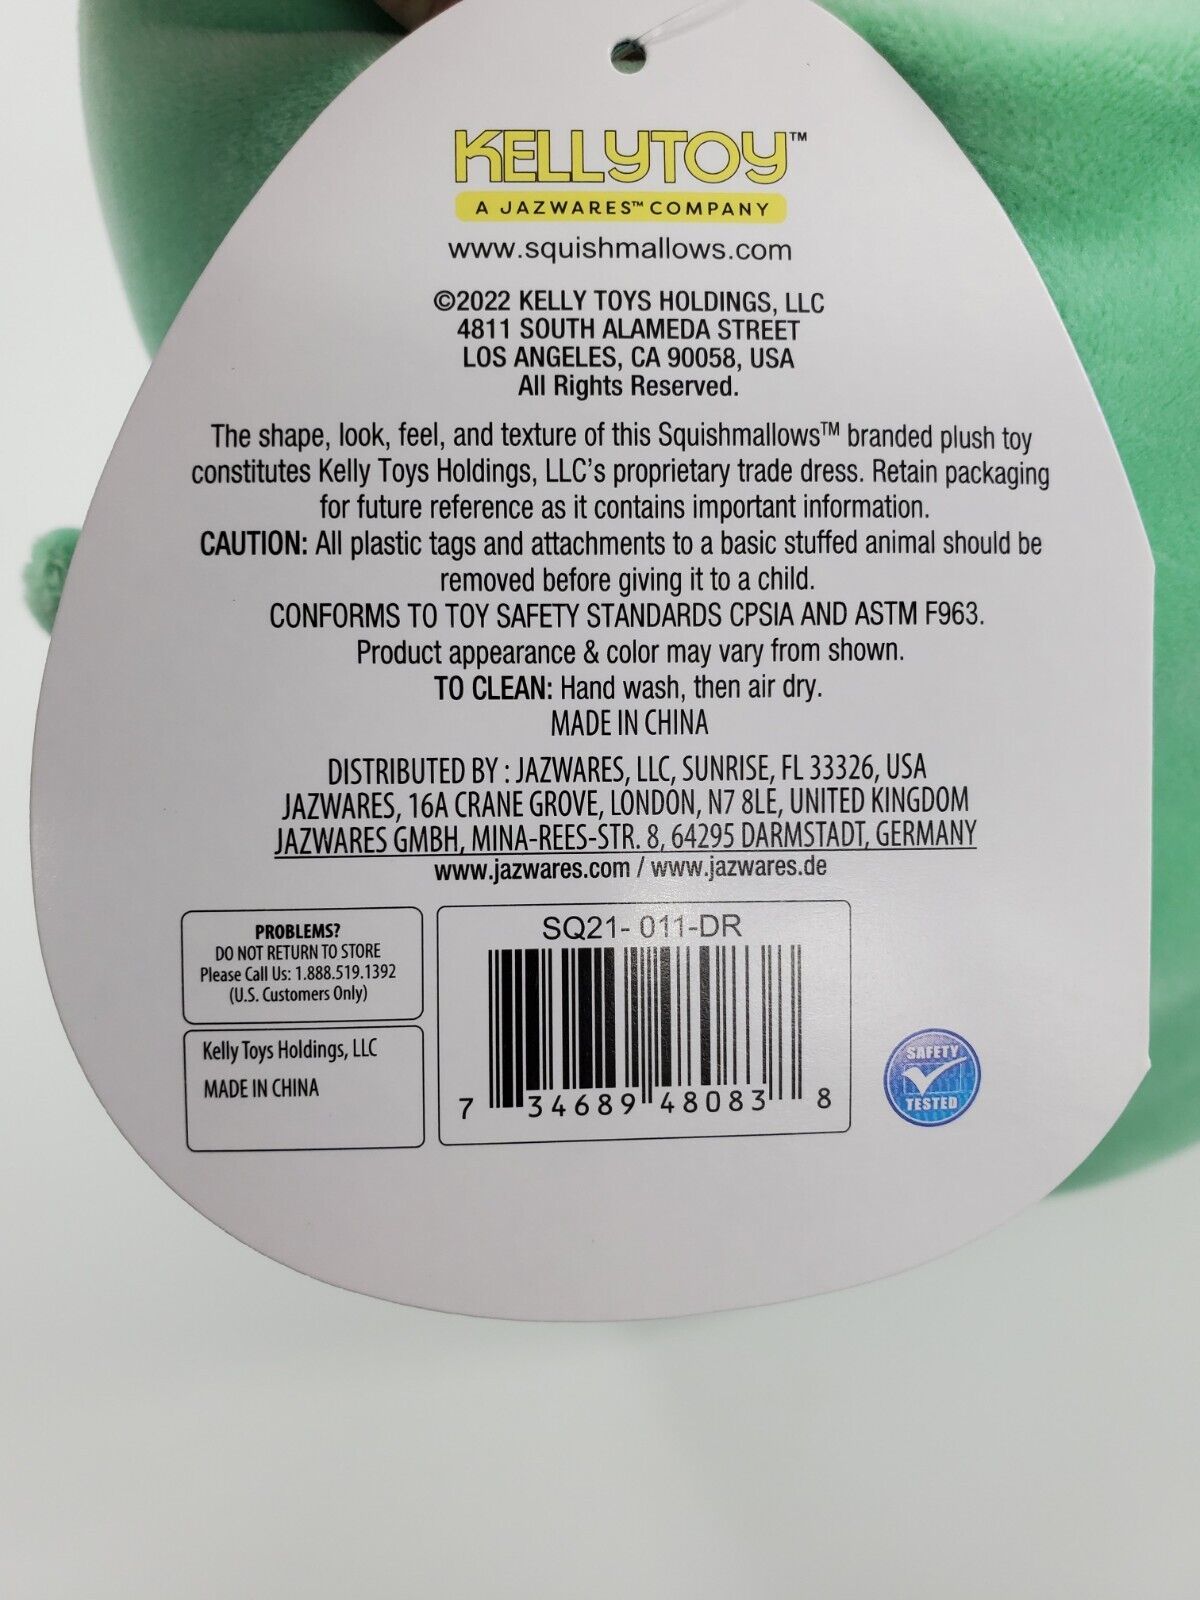 KELLYTOY™
A JAZWARES™ COMPANY
www.squishmallows.com
©2022 KELLY TOYS HOLDINGS, LLC
4811 SOUTH ALAMEDA STREET
LOS ANGELES, CA 90058, USA
All Rights Reserved.
The shape, look, feel, and texture of this Squishmallows™ branded plush toy
constitutes Kelly Toys Holdings, LLC's proprietary trade dress. Retain packaging
for future reference as it contains important information.
CAUTION: All plastic tags and attachments to a basic stuffed animal should be
removed before giving it to a child.
CONFORMS TO TOY SAFETY STANDARDS CPSIA AND ASTM F963.
Product appearance & color may vary from shown.
TO CLEAN: Hand wash, then air dry.
MADE IN CHINA
DISTRIBUTED BY : JAZWARES, LLC, SUNRISE, FL 33326, USA
JAZWARES, 16A CRANE GROVE, LONDON, N7 8LE, UNITED KINGDOM
JAZWARES GMBH, MINA-REES-STR. 8, 64295 DARMSTADT, GERMANY
www.jazwares.com / www.jazwares.de
PROBLEMS?
DO NOT RETURN TO STORE
Please Call Us: 1.888.519.1392
(U.S. Customers Only)
Kelly Toys Holdings, LLC
MADE IN CHINA
SQ21- 011-DR
7 34689 48083 8
SAFETY
TESTED